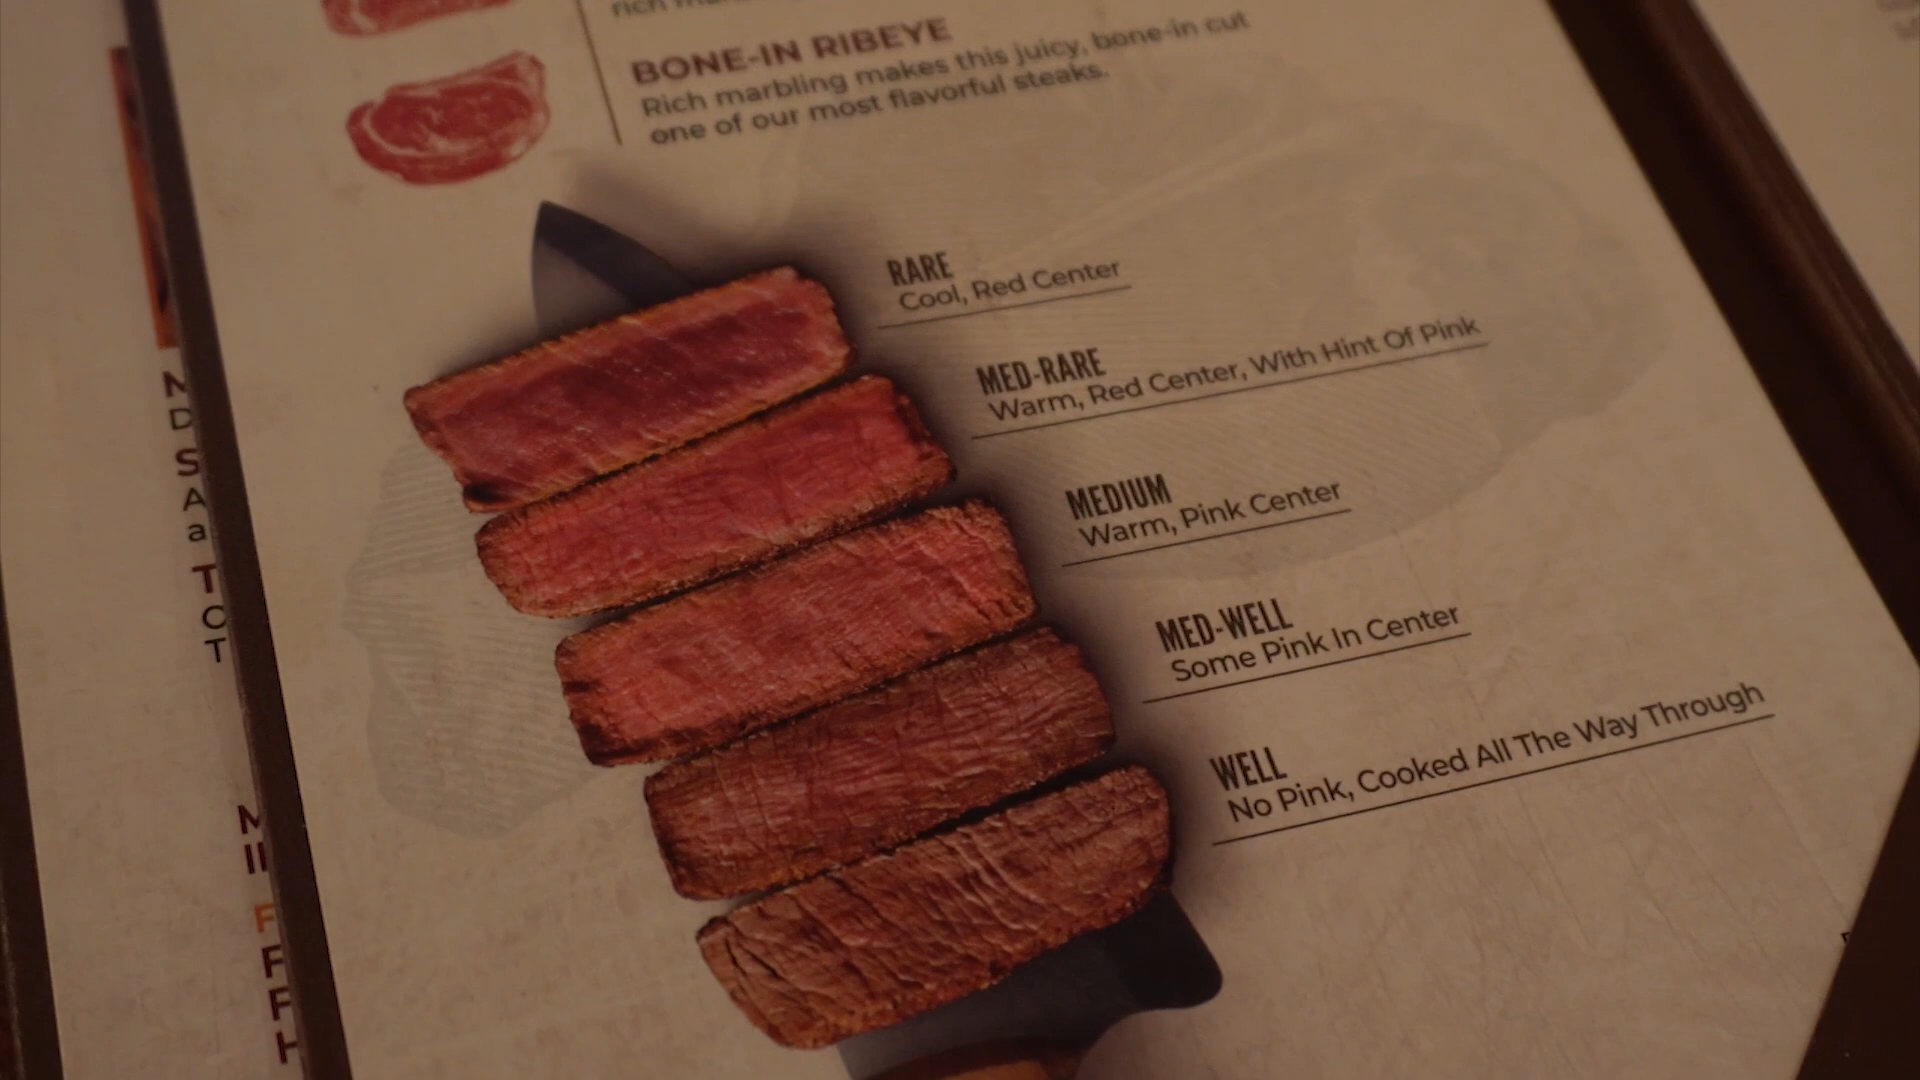 rich
BONE-IN RIBEYE
Rich marbling makes this juicy, bone-in cut
one of our most flavorful steaks.
RARE
Cool, Red Center
MED-RARE
Warm, Red Center, With Hint Of Pink
MEDIUM
Warm, Pink Center
MED-WELL
Some Pink In Center
WELL
No Pink, Cooked All The Way Through